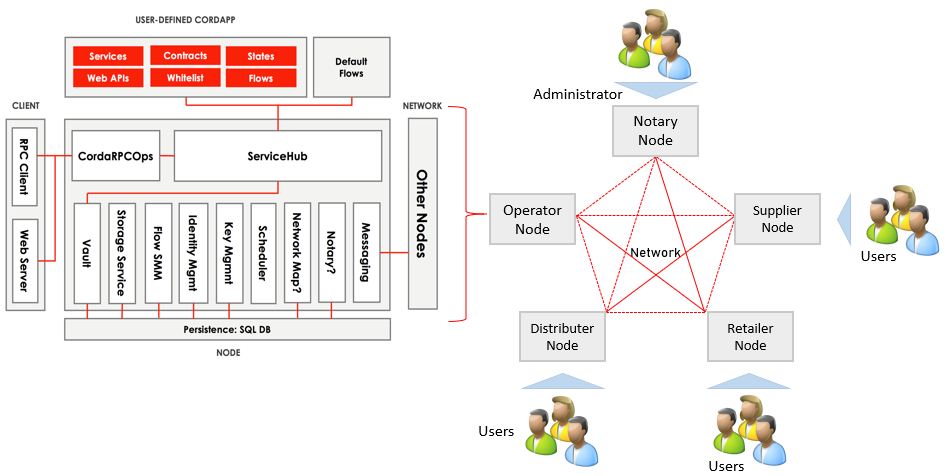 USER-DEFINED CORDAPP
Services
Contracts
States
Web APIs
Whitelist
Flows
Default
Flows
CLIENT
NETWORK
RPC Client
Web Server
CordaRPCOps
ServiceHub
Vault
Storage Service
Flow SMM
Identity Mgmt
Key Mgmnt
Scheduler
Network Map?
Notary?
Messaging
Other Nodes
Persistence: SQL DB
NODE
Administrator
Notary
Node
Operator
Node
Supplier
Node
Network
Users
Distributer
Node
Retailer
Node
Users
Users